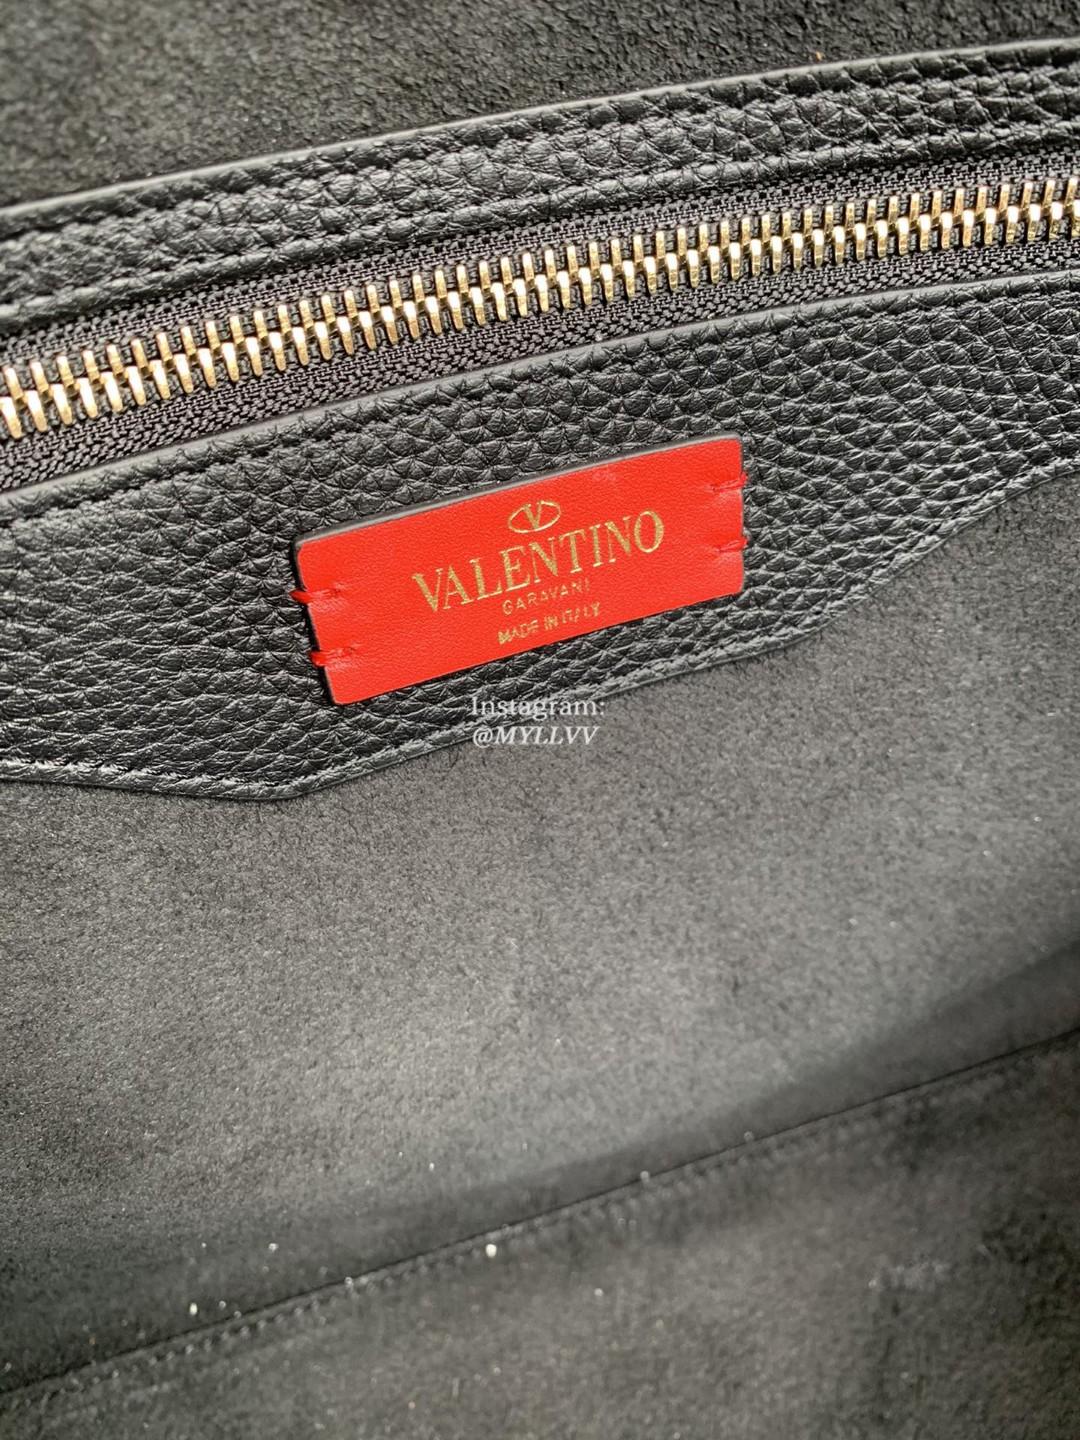 V
VALENTINO
GARAVANI
MADE IN ITALY
Instagram:
@MYLLVV